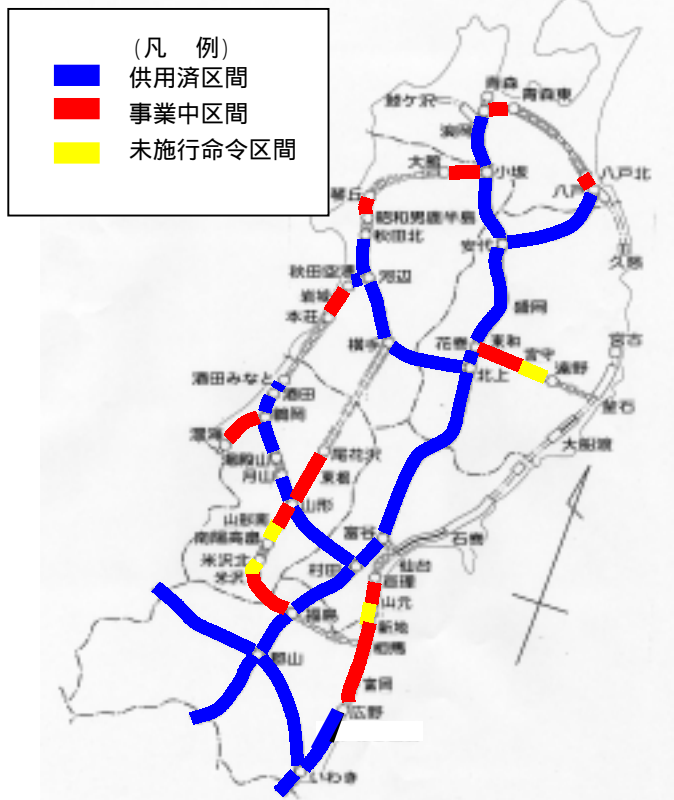 (凡 例)
供用済区間
事業中区間
未施行命令区間
青森
青森東
鯵ケ沢
浪岡
大館
小坂
八戸北
八戸
琴丘
昭和男鹿半島
秋田北
安代
久慈
秋田空港
河辺
岩城
本荘
盛岡
花巻
東和
宮守
遠野
宮古
横手
北上
釜石
酒田みなと
酒田
鶴岡
温海
大船渡
湯殿山
月山
尾花沢
東根
山形
南陽高畠
米沢北
米沢
富谷
石巻
仙台
村田
亘理
山元
新地
相馬
福島
郡山
富岡
広野
いわき